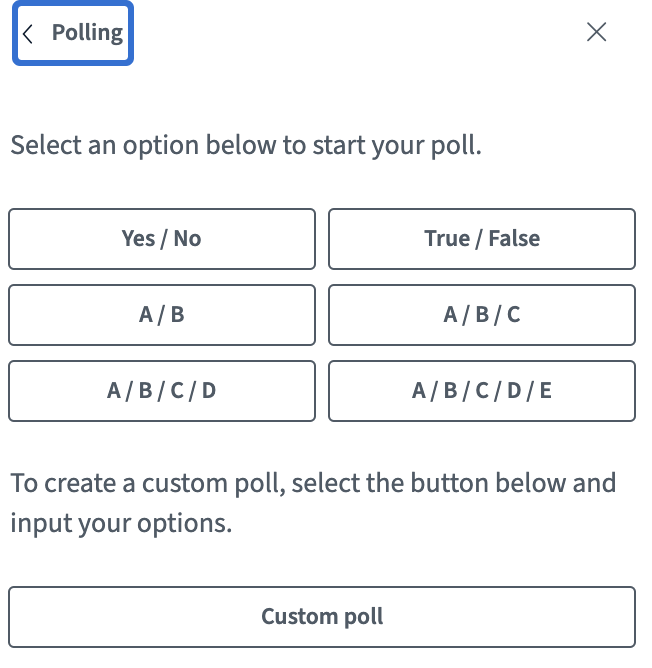 Polling
Select an option below to start your poll.
Yes / No
True / False
A / B
A / B / C
A / B / C / D
A / B / C / D / E
To create a custom poll, select the button below and
input your options.
Custom poll